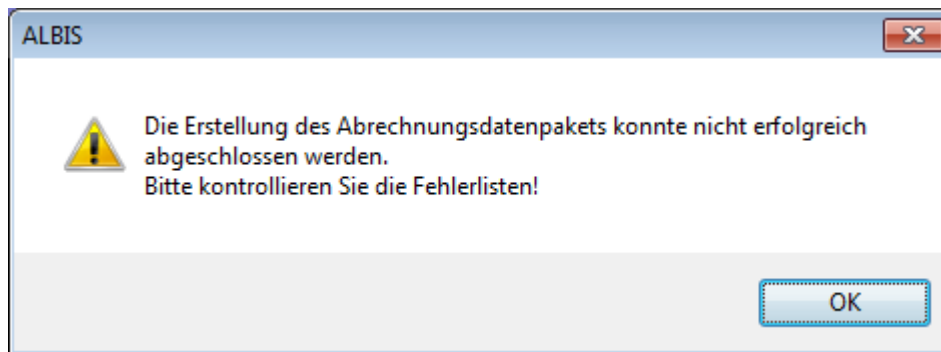 ALBIS
Die Erstellung des Abrechnungsdatenpakets konnte nicht erfolgreich
abgeschlossen werden.
Bitte kontrollieren Sie die Fehlerlisten!
OK